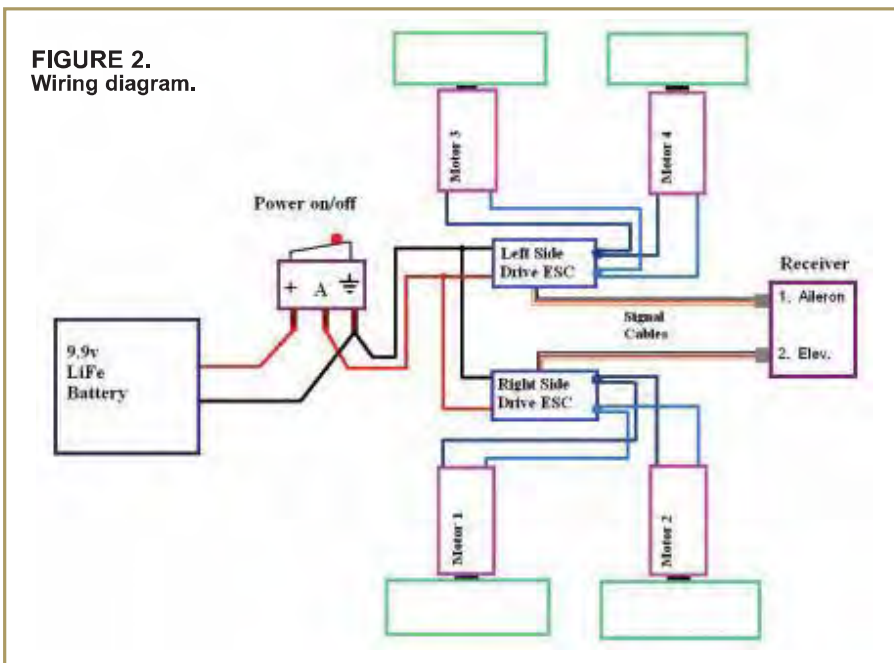 FIGURE 2.
Wiring diagram.
Motor 3
Motor 4
Power on/off
+ A
Left Side
Drive ESC
Receiver
1. Aileron
Signal
Cables
2. Elev.
9.9v
LiFe
Battery
Right Side
Drive ESC
Motor 1
Motor 2